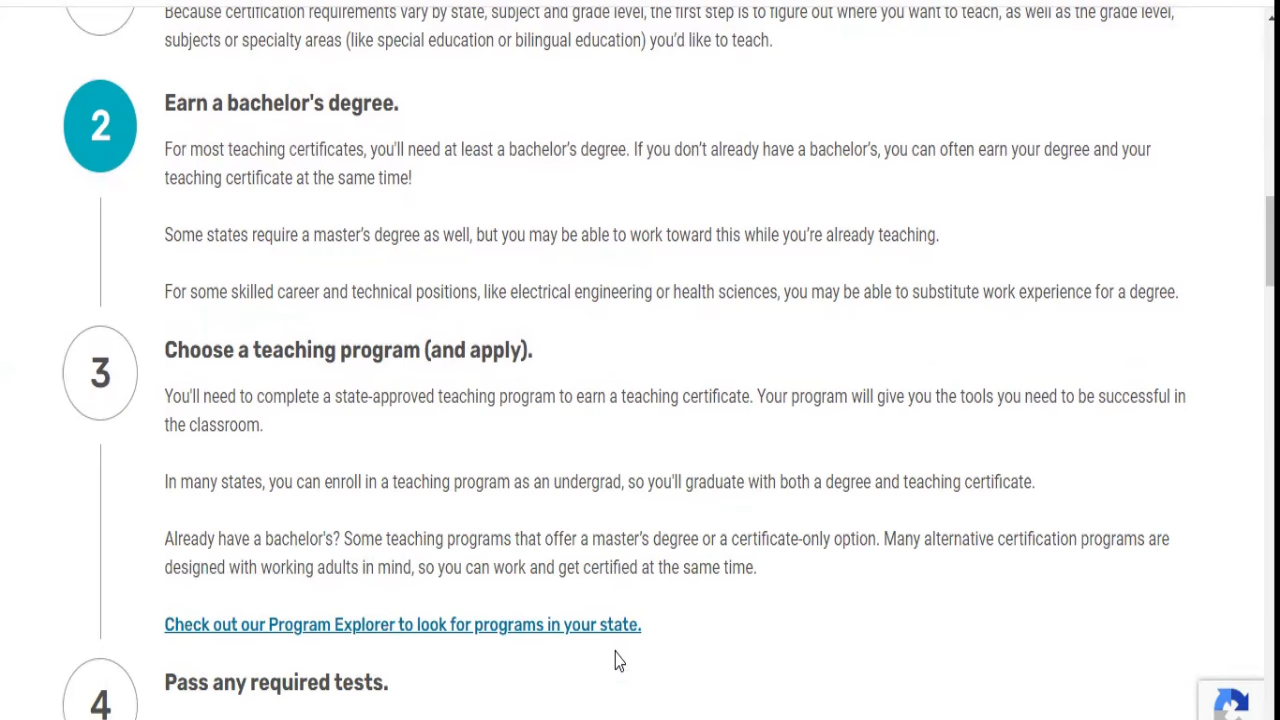 Because certification requirements vary by state, subject and grade level, the first step is to figure out where you want to teach, as well as the grade level,
subjects or specialty areas (like special education or bilingual education) you'd like to teach.
2
Earn a bachelor's degree.
For most teaching certificates, you'll need at least a bachelor's degree. If you don't already have a bachelor's, you can often earn your degree and your
teaching certificate at the same time!
Some states require a master's degree as well, but you may be able to work toward this while you're already teaching.
For some skilled career and technical positions, like electrical engineering or health sciences, you may be able to substitute work experience for a degree.
3
Choose a teaching program (and apply).
You'll need to complete a state-approved teaching program to earn a teaching certificate. Your program will give you the tools you need to be successful in
the classroom.
In many states, you can enroll in a teaching program as an undergrad, so you'll graduate with both a degree and teaching certificate.
Already have a bachelor's? Some teaching programs that offer a master's degree or a certificate-only option. Many alternative certification programs are
designed with working adults in mind, so you can work and get certified at the same time.
Check out our Program Explorer to look for programs in your state.
4
Pass any required tests.